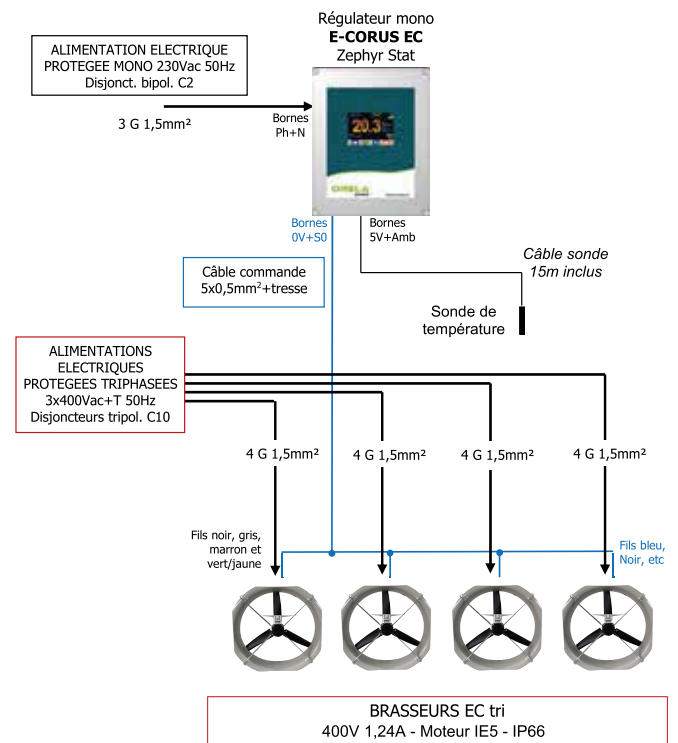 Régulateur mono
E-CORUS EC
Zephyr Stat
ALIMENTATION ELECTRIQUE
PROTEGEE MONO 230Vac 50Hz
Disjonct. bipol. C2
3 G 1,5mm²
Bornes
Ph+N
20.3
Bornes
0V+S0
Bornes
5V+Amb
Câble commande
5x0,5mm²+tresse
Câble sonde
15m inclus
Sonde de
température
ALIMENTATIONS
ELECTRIQUES
PROTEGEES TRIPHASEES
3x400Vac+T 50Hz
Disjoncteurs tripol. C10
4 G 1,5mm²
4 G 1,5mm²
4 G 1,5mm²
4 G 1,5mm²
Fils noir, gris,
marron et
vert/jaune
Fils bleu,
Noir, etc
BRASSEURS EC tri
400V 1,24A - Moteur IE5 - IP66